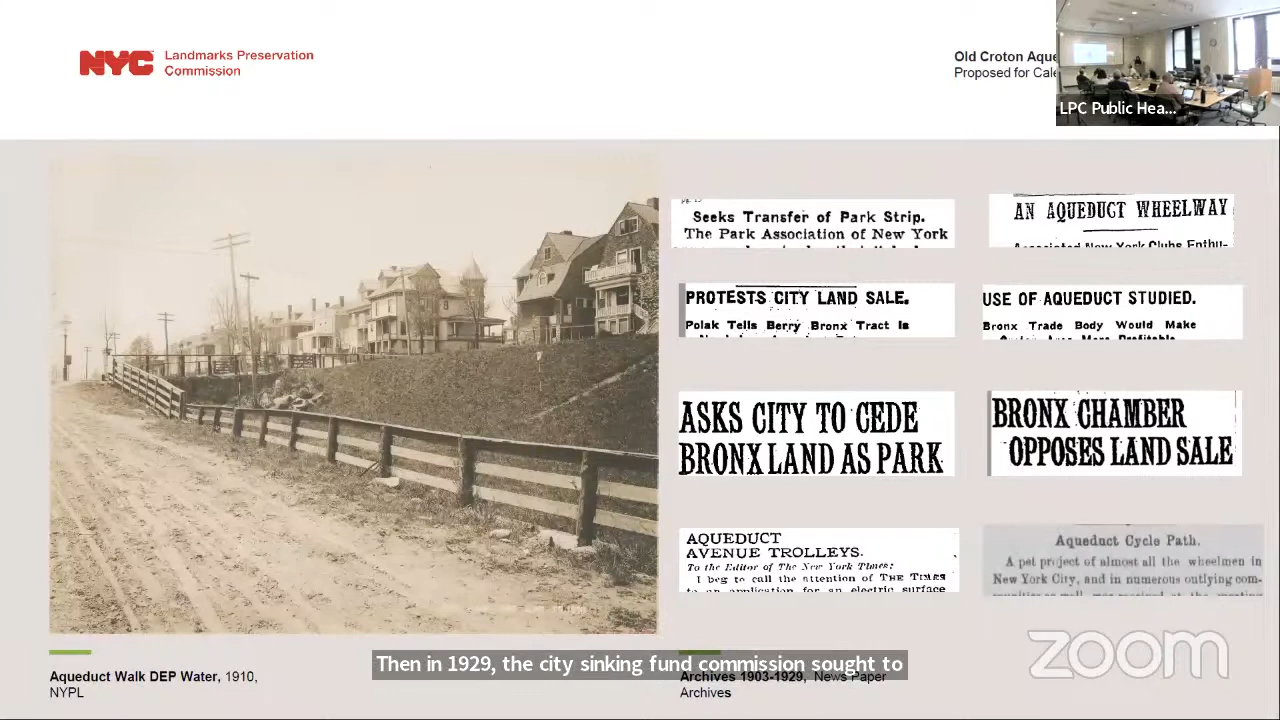 NYC
Landmarks Preservation
Commission
Old Croton Aque
Proposed for Cale
LPC Public Hea...
Seeks Transfer of Park Strip.
The Park Association of New York
AN AQUEDUCT WHEELWAY
Associated New York Clubs Enthu-
PROTESTS CITY LAND SALE.
Polak Tells Berry Bronx Tract Is
USE OF AQUEDUCT STUDIED.
Bronx Trade Body Would Make
ASKS CITY TO CEDE
BRONX LAND AS PARK
BRONX CHAMBER
OPPOSES LAND SALE
AQUEDUCT
AVENUE TROLLEYS.
To the Editor of The New York Times:
I beg to call the attention of THE TIMES
to an application for an electric surface
Aqueduct Cycle Path.
A pet project of almost all the wheelmen in
New York City, and in numerous outlying com-
zoom
Then in 1929, the city sinking fund commission sought to
Aqueduct Walk DEP Water, 1910,
NYPL
Archives 1903-1929, News Paper
Archives